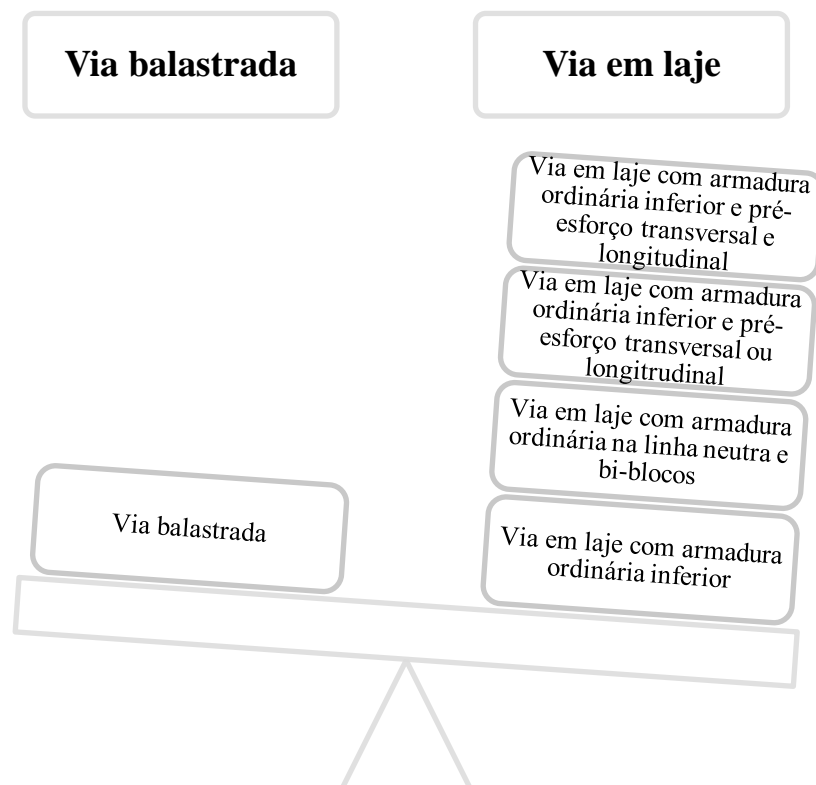 Via balastrada
Via em laje
Via em laje com armadura
ordinária inferior e pré-
esforço transversal e
longitudinal
Via em laje com armadura
ordinária inferior e pré-
esforço transversal ou
longitrudinal
Via em laje com armadura
ordinária na linha neutra e
bi-blocos
Via balastrada
Via em laje com armadura
ordinária inferior